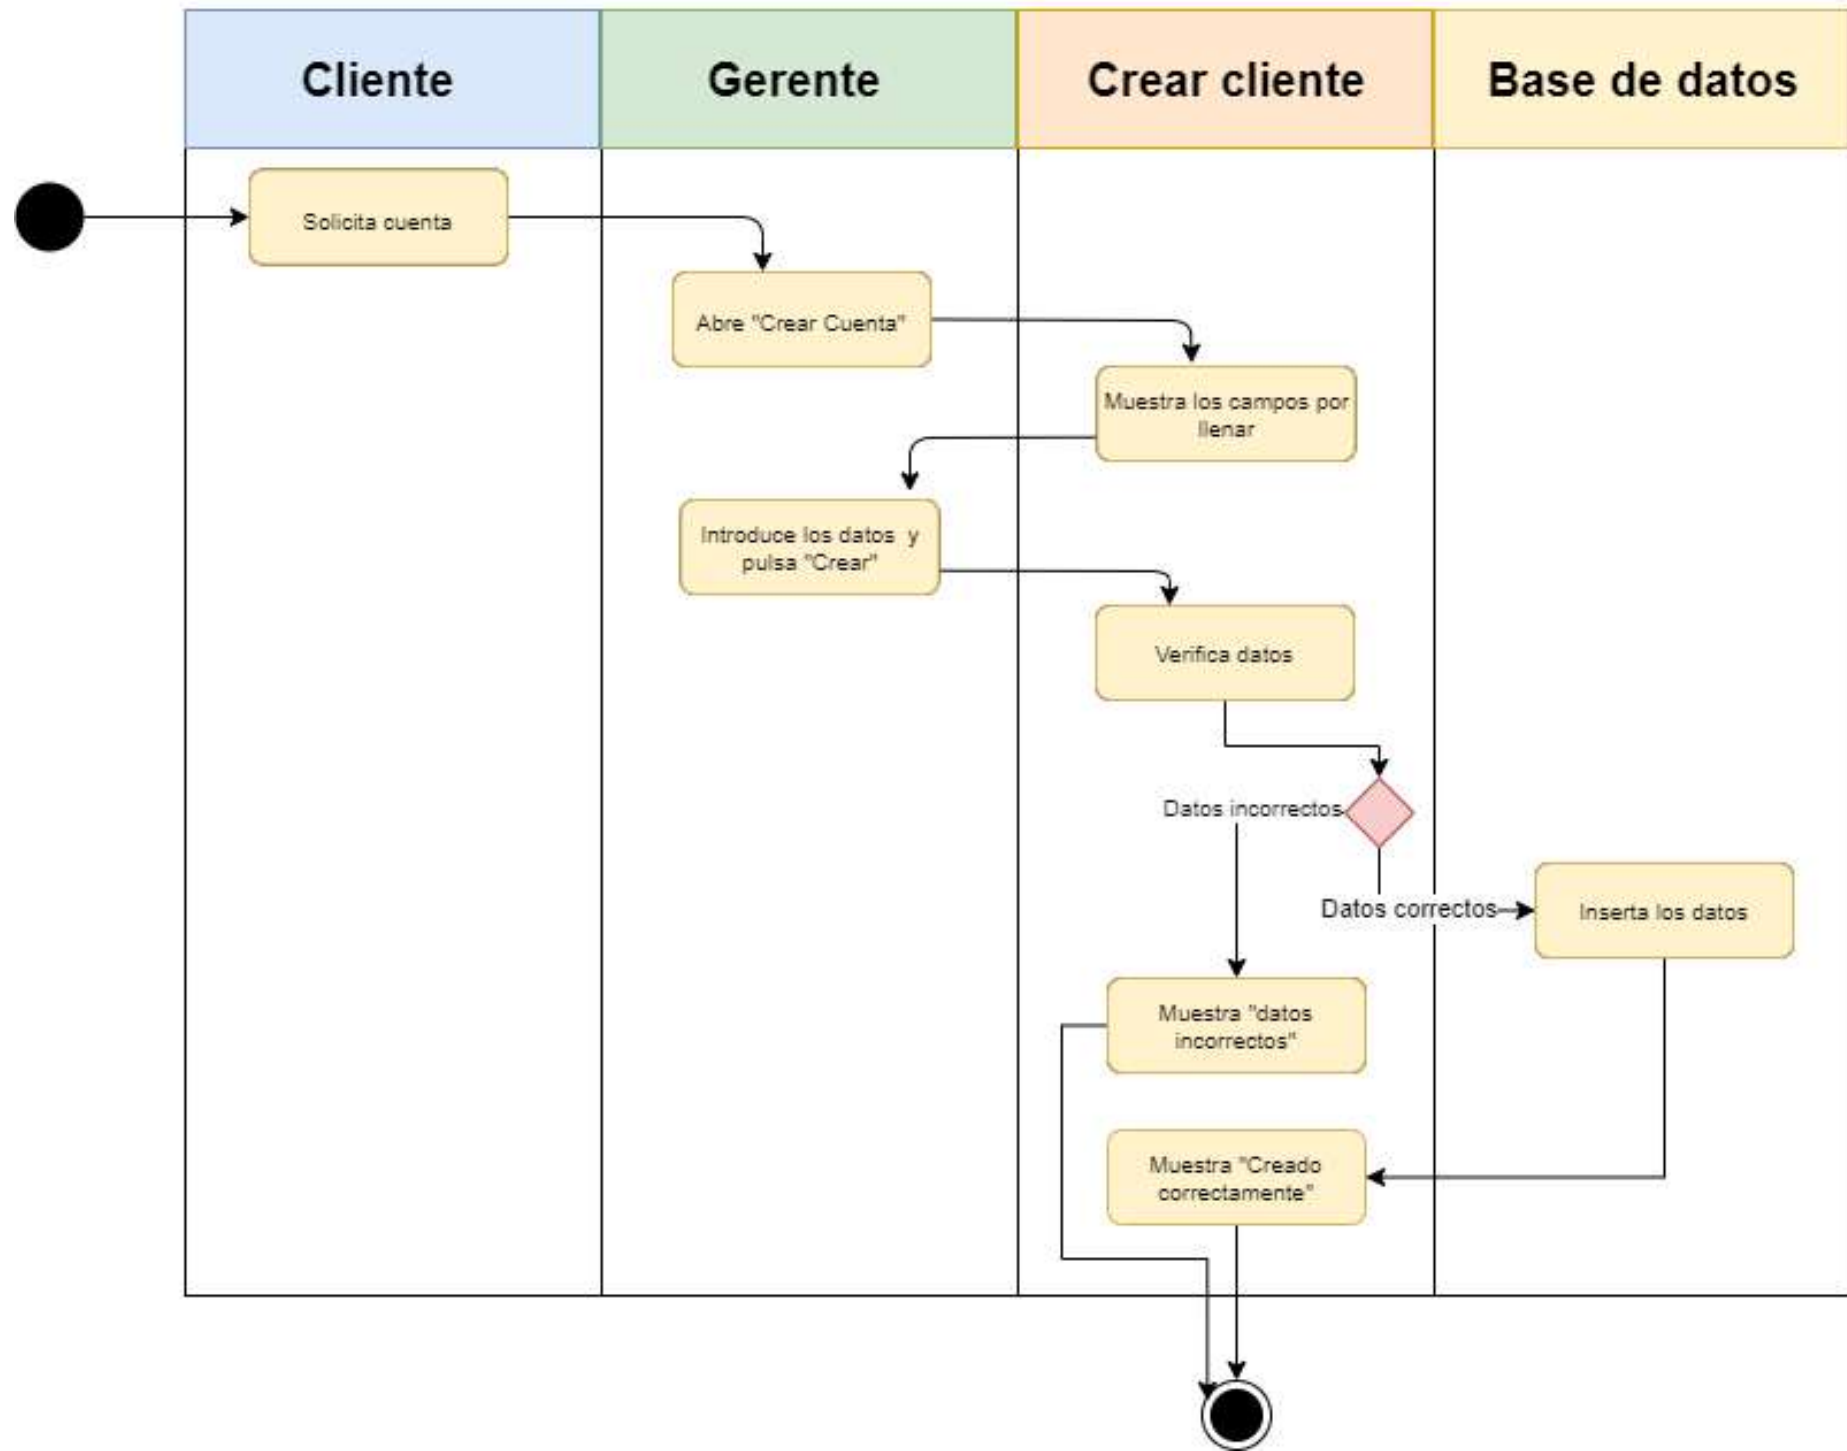 Cliente
Gerente
Crear cliente
Base de datos
Solicita cuenta
Abre "Crear Cuenta"
Muestra los campos por
llenar
Introduce los datos y
pulsa "Crear"
Verifica datos
Datos incorrectos
Datos correctos
Inserta los datos
Muestra "datos
incorrectos"
Muestra "Creado
correctamente"